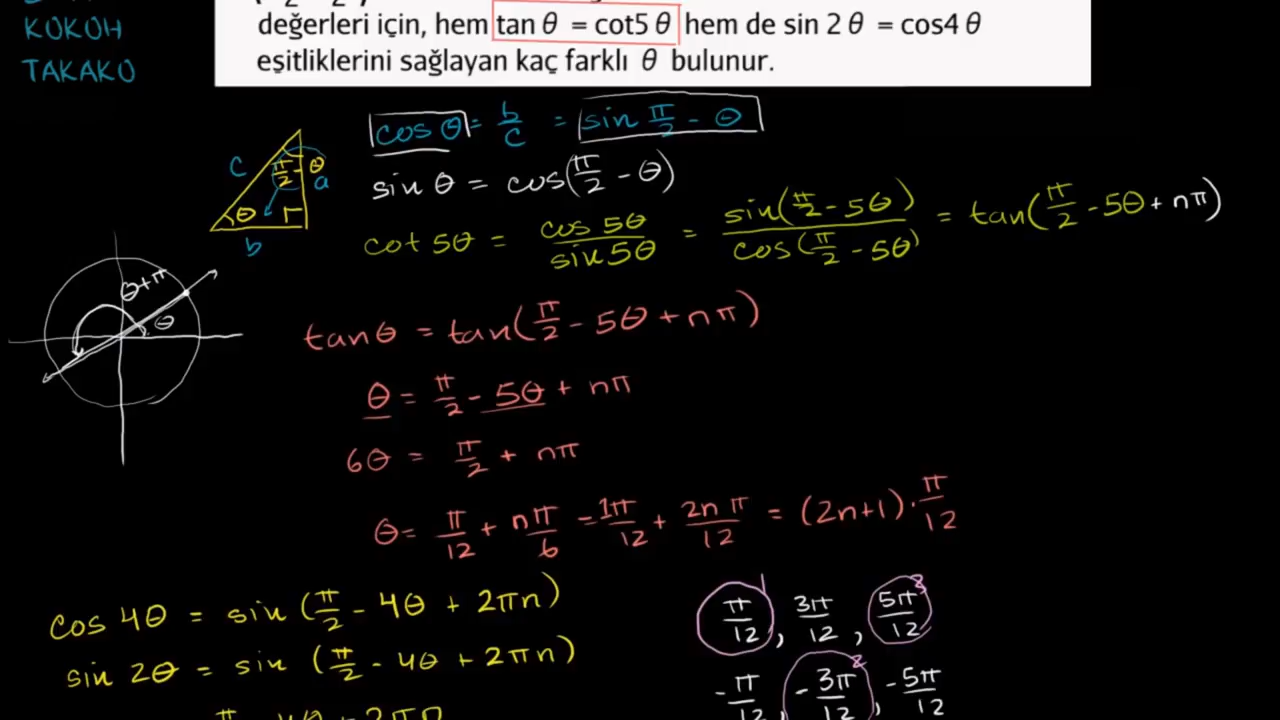 değerleri için, hem tan θ = cot5 θ hem de sin 2 θ = cos4 θ
eşitliklerini sağlayan kaç farklı θ bulunur.
KOKOH
TAKAKO
cos θ = b/c = sin π/2 - θ
c π/2 - θ a
θ
b
sin θ = cos(π/2 - θ)
cot 5θ = cos 5θ / sin 5θ = sin(π/2 - 5θ) / cos(π/2 - 5θ) = tan(π/2 - 5θ + nπ)
θ+π
θ
tan θ = tan(π/2 - 5θ + nπ)
θ = π/2 - 5θ + nπ
6θ = π/2 + nπ
θ = π/12 + nπ/6 = 1π/12 + 2nπ/12 = (2n+1)·π/12
cos 4θ = sin (π/2 - 4θ + 2πn)
sin 2θ = sin (π/2 - 4θ + 2πn)
π/12, 3π/12, 5π/12
-π/12, -3π/12, -5π/12